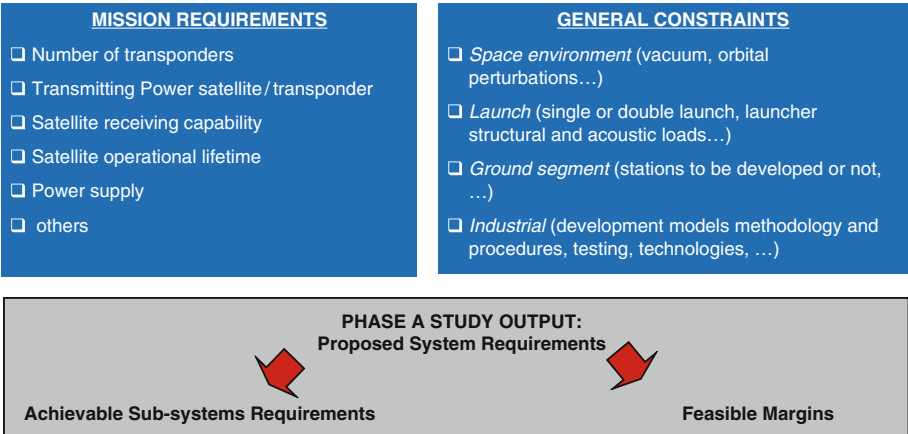 MISSION REQUIREMENTS
❑ Number of transponders
❑ Transmitting Power satellite/transponder
❑ Satellite receiving capability
❑ Satellite operational lifetime
❑ Power supply
❑ others
GENERAL CONSTRAINTS
❑ Space environment (vacuum, orbital
perturbations…)
❑ Launch (single or double launch, launcher
structural and acoustic loads…)
❑ Ground segment (stations to be developed or not,
…)
❑ Industrial (development models methodology and
procedures, testing, technologies, …)
PHASE A STUDY OUTPUT:
Proposed System Requirements
Achievable Sub-systems Requirements
Feasible Margins